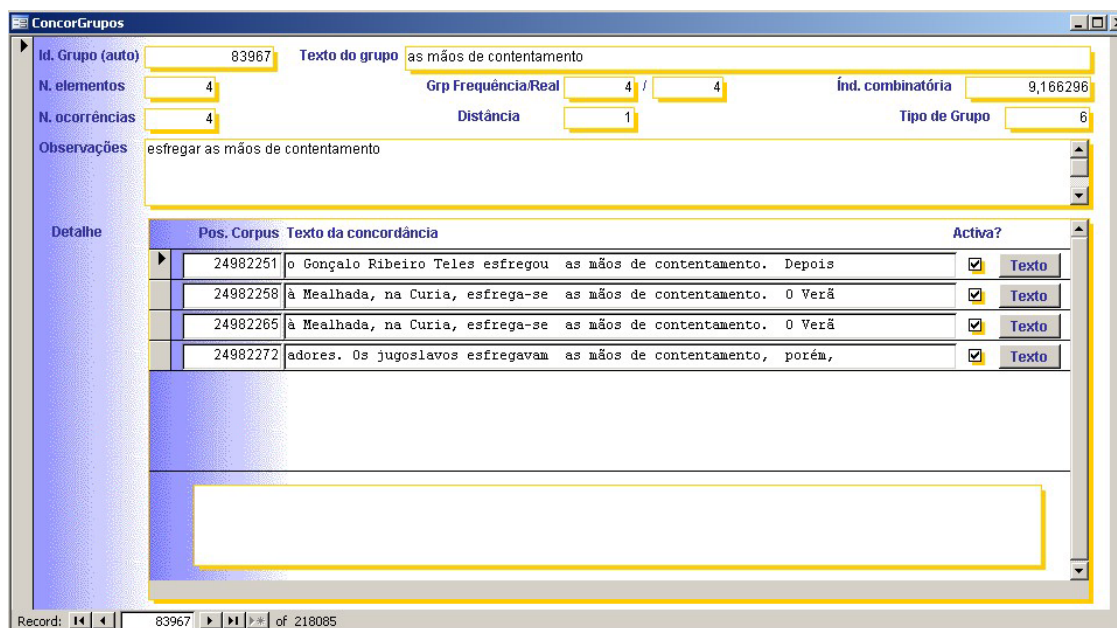 ConcorGrupos
Id. Grupo (auto) 83967 Texto do grupo as mãos de contentamento
N. elementos 4 Grp Frequência/Real 4 / 4 Índ. combinatória 9,166296
N. ocorrências 4 Distância 1 Tipo de Grupo 6
Observações esfregar as mãos de contentamento
Detalhe Pos. Corpus Texto da concordância Activa?
24982251 o Gonçalo Ribeiro Teles esfregou as mãos de contentamento. Depois Texto
24982258 à Mealhada, na Curia, esfrega-se as mãos de contentamento. O Verã Texto
24982265 à Mealhada, na Curia, esfrega-se as mãos de contentamento. O Verã Texto
24982272 adores. Os jugoslavos esfregavam as mãos de contentamento, porém, Texto
Record: 83967 of 218085